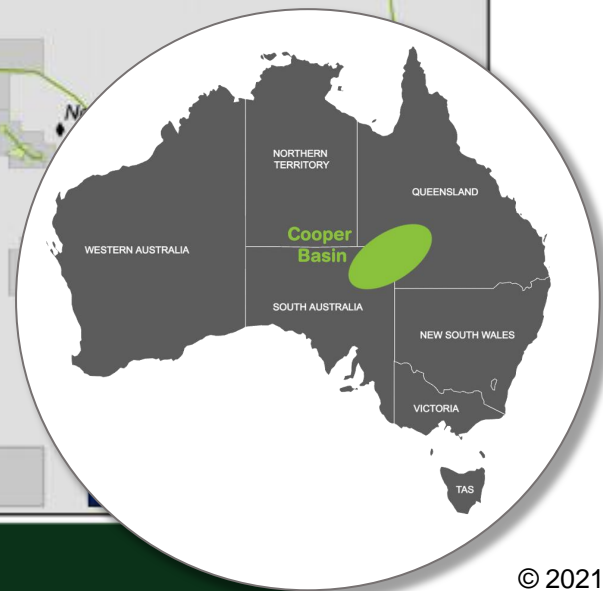 NORTHERN
TERRITORY
QUEENSLAND
Cooper
Basin
WESTERN AUSTRALIA
SOUTH AUSTRALIA
NEW SOUTH WALES
VICTORIA
TAS
© 2021